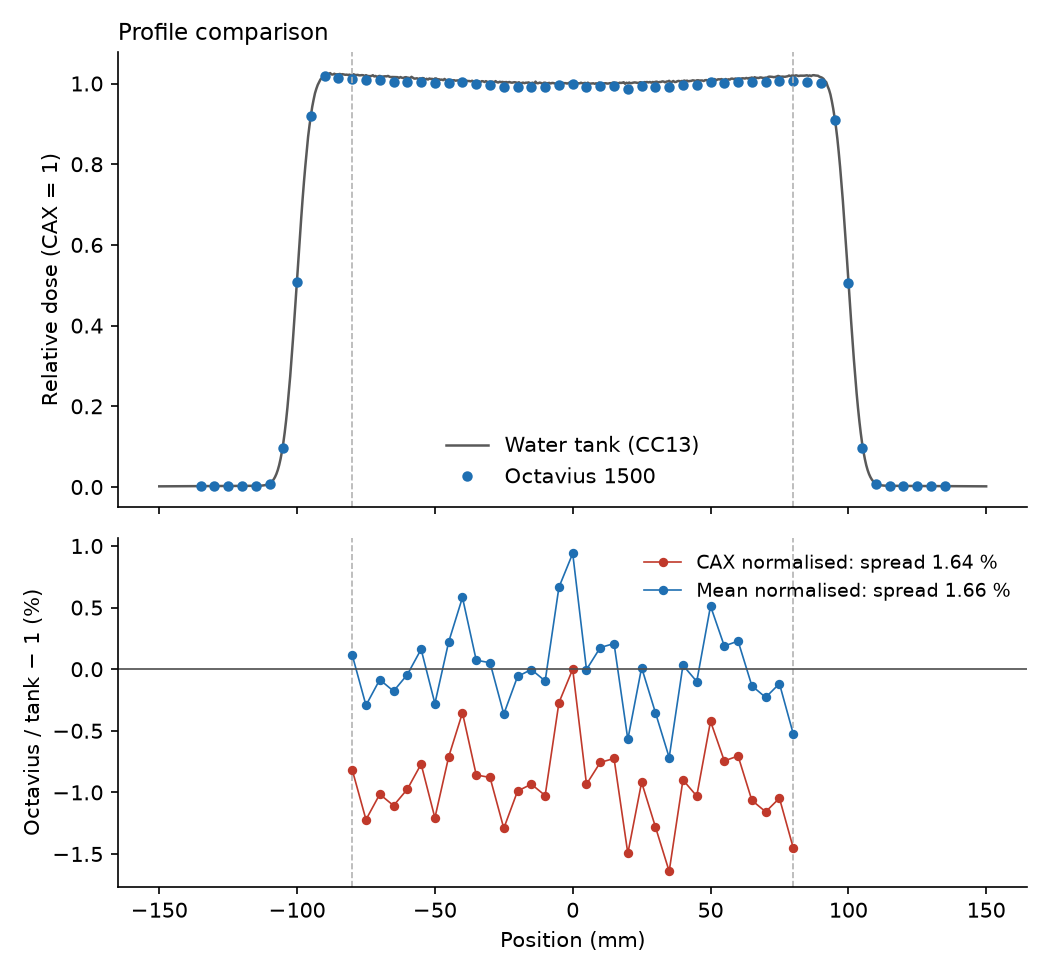 Profile comparison
Relative dose (CAX = 1)
1.0
0.8
0.6
0.4
0.2
0.0
Water tank (CC13)
Octavius 1500
Octavius / tank − 1 (%)
1.0
0.5
0.0
−0.5
−1.0
−1.5
CAX normalised: spread 1.64 %
Mean normalised: spread 1.66 %
−150
−100
−50
0
50
100
150
Position (mm)